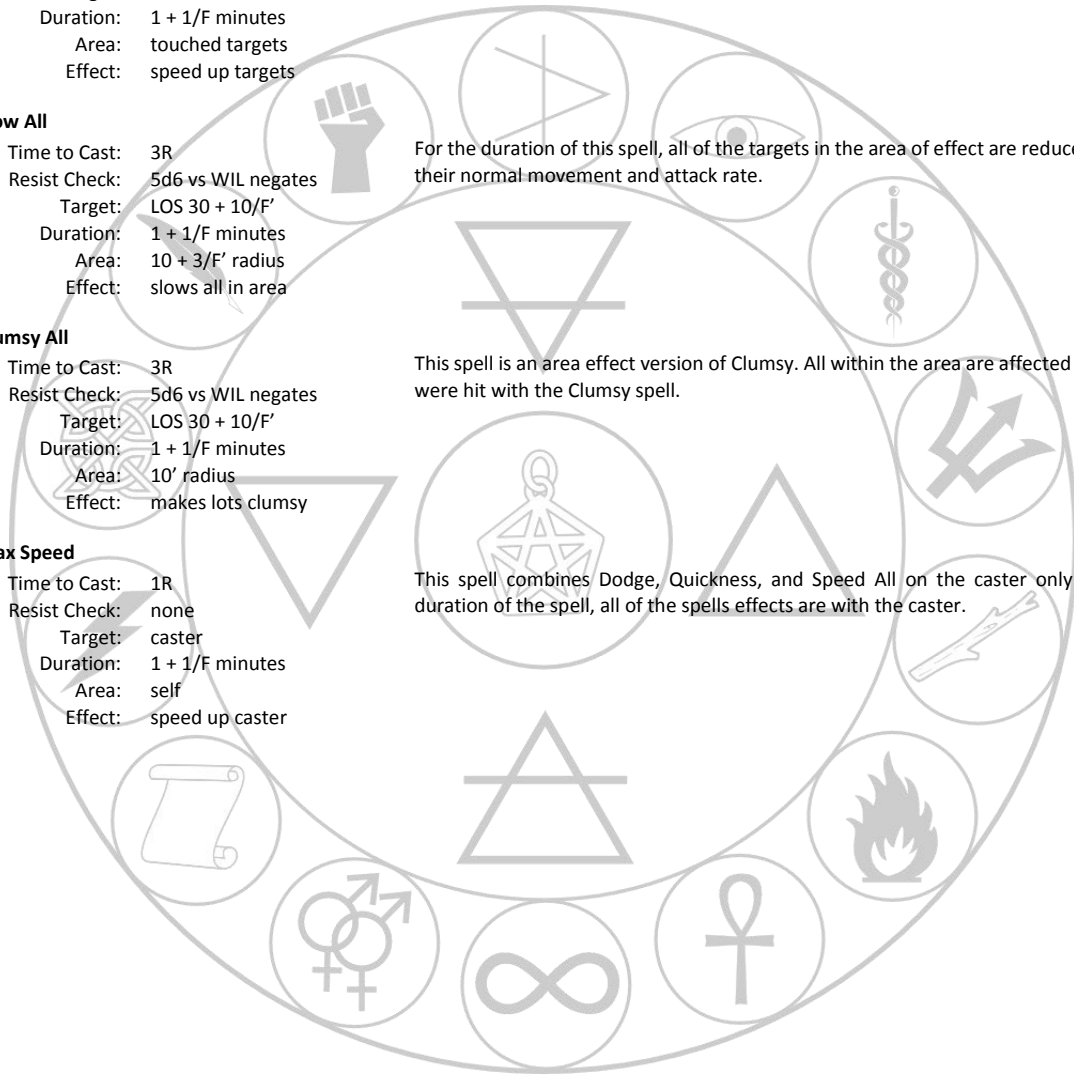 Duration: 1 + 1/F minutes
Area: touched targets
Effect: speed up targets
ow All
Time to Cast: 3R
Resist Check: 5d6 vs WIL negates
Target: LOS 30 + 10/F’
Duration: 1 + 1/F minutes
Area: 10 + 3/F’ radius
Effect: slows all in area
For the duration of this spell, all of the targets in the area of effect are reduce
their normal movement and attack rate.
umsy All
Time to Cast: 3R
Resist Check: 5d6 vs WIL negates
Target: LOS 30 + 10/F’
Duration: 1 + 1/F minutes
Area: 10’ radius
Effect: makes lots clumsy
This spell is an area effect version of Clumsy. All within the area are affected
were hit with the Clumsy spell.
ax Speed
Time to Cast: 1R
Resist Check: none
Target: caster
Duration: 1 + 1/F minutes
Area: self
Effect: speed up caster
This spell combines Dodge, Quickness, and Speed All on the caster only
duration of the spell, all of the spells effects are with the caster.